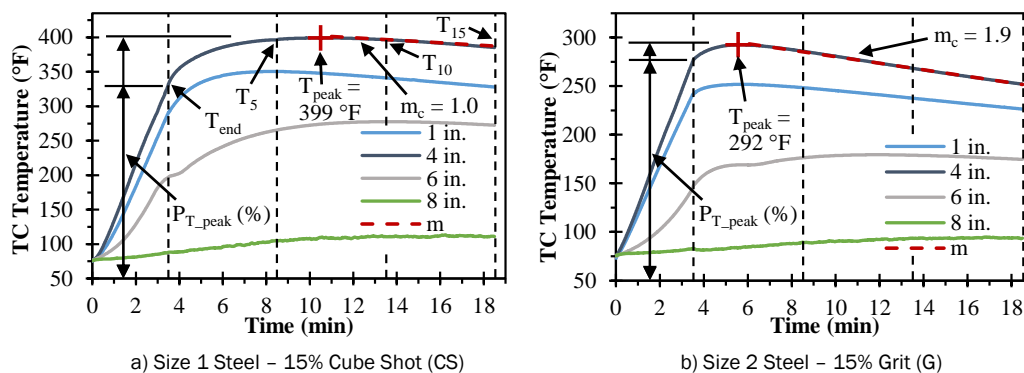 TC Temperature (°F)
400
350
300
250
200
150
100
50
0
2
4
6
8
10
12
14
16
18
Time (min)
T15
T10
T5
Tpeak =
399 °F
mc = 1.0
Tend
PT_peak (%)
1 in.
4 in.
6 in.
8 in.
m
a) Size 1 Steel – 15% Cube Shot (CS)
TC Temperature (°F)
300
250
200
150
100
50
0
2
4
6
8
10
12
14
16
18
Time (min)
mc = 1.9
Tpeak =
292 °F
PT_peak (%)
1 in.
4 in.
6 in.
8 in.
m
b) Size 2 Steel – 15% Grit (G)